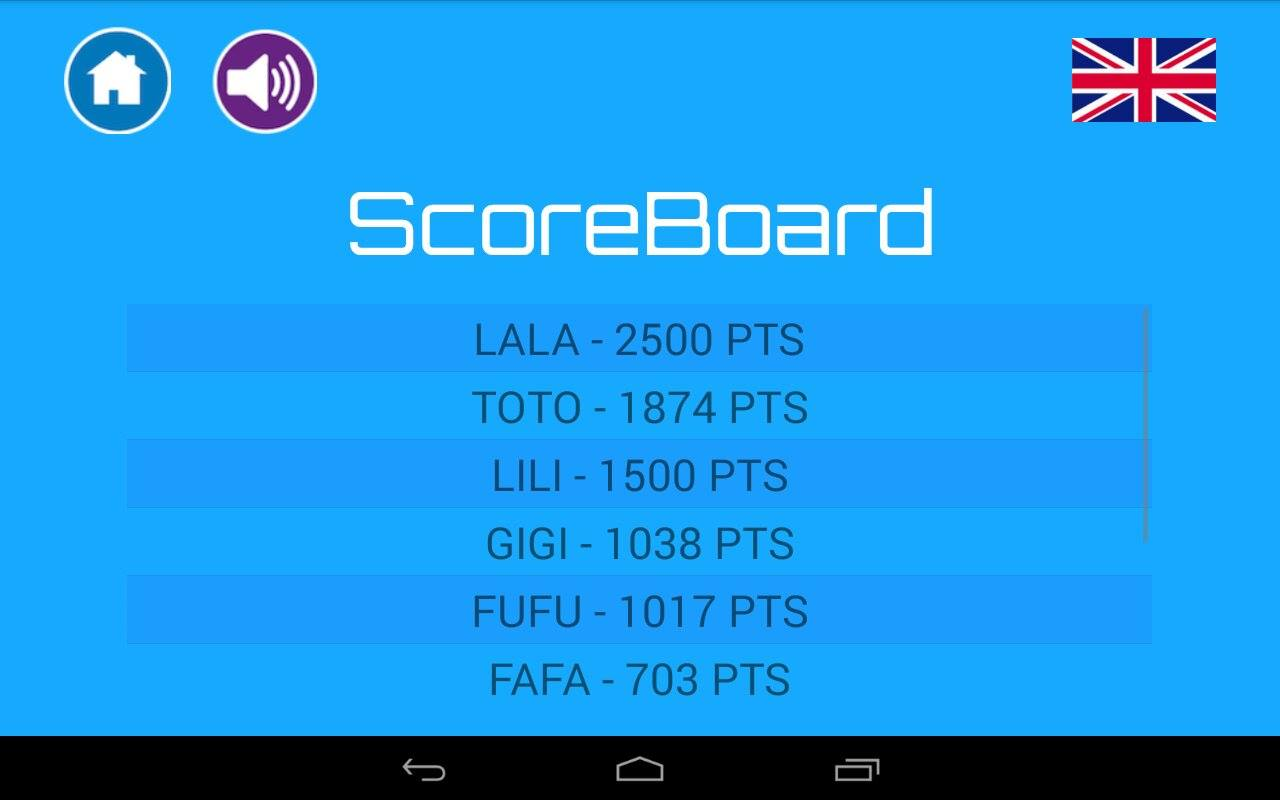 ScoreBoard
LALA - 2500 PTS
TOTO - 1874 PTS
LILI - 1500 PTS
GIGI - 1038 PTS
FUFU - 1017 PTS
FAFA - 703 PTS